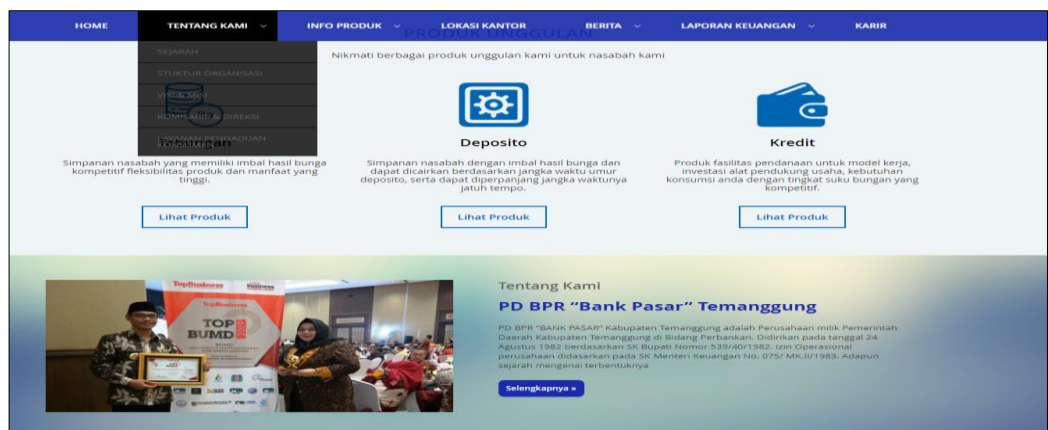 HOME TENTANG KAMI INFO PRODUK LOKASI KANTOR BERITA LAPORAN KEUANGAN KARIR
PRODUK UNGGULAN
Nikmati berbagai produk unggulan kami untuk nasabah kami
SEJARAH
STUKTUR ORGANISASI
VISI & MISI
KOMISARIS & DIREKSI
LAYANAN PENGADUAN
KONSUMEN
Deposito
Kredit
Simpanan nasabah yang memiliki imbal hasil bunga
kompetitif fleksibilitas produk dan manfaat yang
tinggi.
Simpanan nasabah dengan imbal hasil bunga dan
dapat dicairkan berdasarkan jangka waktu umur
deposito, serta dapat diperpanjang jangka waktunya
jatuh tempo.
Produk fasilitas pendanaan untuk model kerja,
investasi alat pendukung usaha, kebutuhan
konsumsi anda dengan tingkat suku bungan yang
kompetitif.
Lihat Produk
Lihat Produk
Lihat Produk
TopBusiness
TopBusiness
TOP
BUMD
Tentang Kami
PD BPR “Bank Pasar” Temanggung
PD BPR “BANK PASAR” Kabupaten Temanggung adalah Perusahaan milik Pemerintah
Daerah Kabupaten Temanggung di Bidang Perbankan. Didirikan pada tanggal 24
Agustus 1982 berdasarkan SK Bupati Nomor 539/40/1982. Izin Operasional
perusahaan didasarkan pada SK Menteri Keuangan No. 075/ MK.II/1983. Adapun
sejarah mengenai terbentuknya
Selengkapnya »